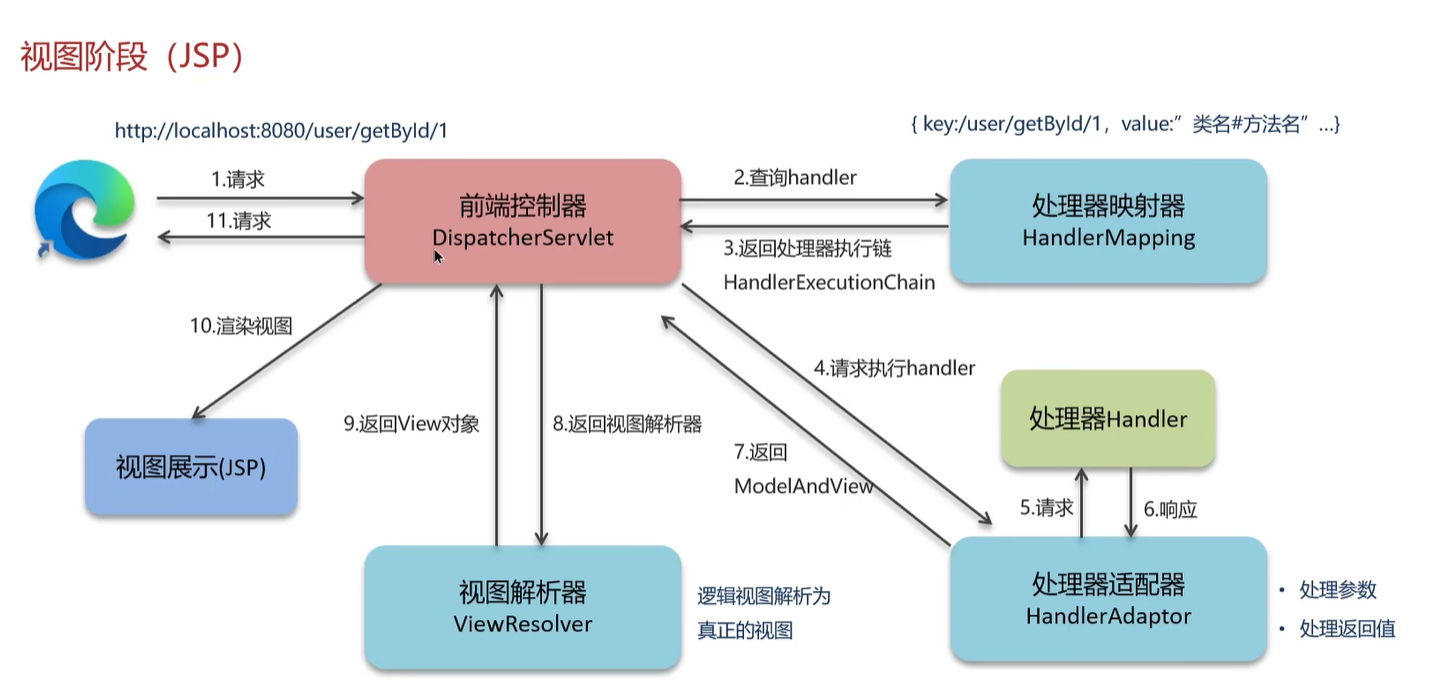 视图阶段（JSP）
http://localhost:8080/user/getById/1
{ key:/user/getById/1，value:”类名#方法名”...}
1.请求
11.请求
前端控制器
DispatcherServlet
2.查询handler
3.返回处理器执行链
HandlerExecutionChain
处理器映射器
HandlerMapping
10.渲染视图
4.请求执行handler
处理器Handler
9.返回View对象
8.返回视图解析器
7.返回
ModelAndView
视图展示(JSP)
5.请求
6.响应
视图解析器
ViewResolver
逻辑视图解析为
真正的视图
处理器适配器
HandlerAdaptor
• 处理参数
• 处理返回值